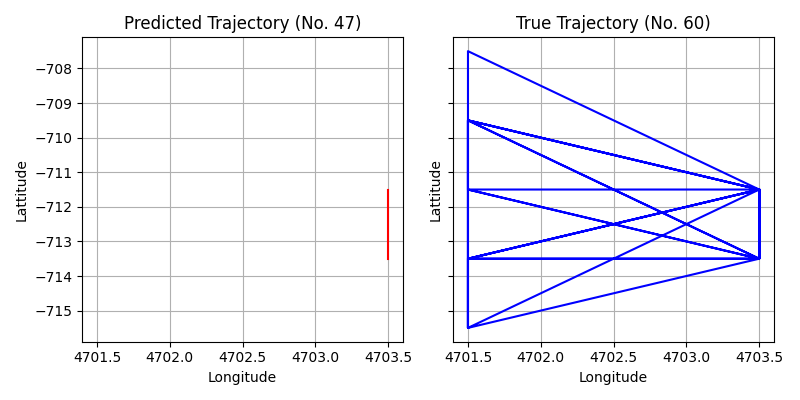 Predicted Trajectory (No. 47)
True Trajectory (No. 60)
Lattitude
−708
−709
−710
−711
−712
−713
−714
−715
4701.5 4702.0 4702.5 4703.0 4703.5
Longitude
Lattitude
4701.5 4702.0 4702.5 4703.0 4703.5
Longitude